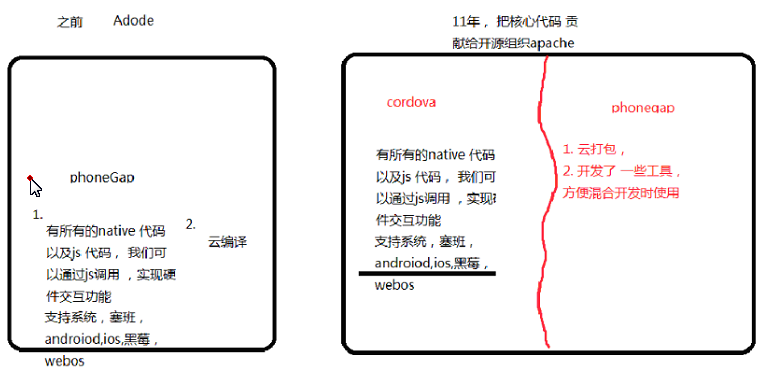 之前 Adode
phoneGap
1.
有所有的native 代码
以及js 代码，我们可
以通过js调用 ，实现硬
件交互功能
支持系统，塞班，
androiod,ios,黑莓，
webos
2.
云编译
11年，把核心代码 贡
献给开源组织apache
cordova
有所有的native 代码
以及js 代码，我们可
以通过js调用 ，实现
件交互功能
支持系统，塞班，
androiod,ios,黑莓，
webos
phonegap
1. 云打包，
2. 开发了 一些工具，
方便混合开发时使用